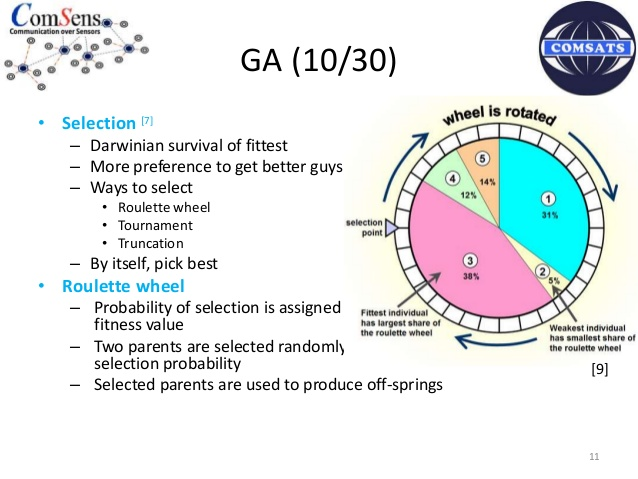 ComSens
Communication over Sensors
COMSATS
GA (10/30)
• Selection [7]
– Darwinian survival of fittest
– More preference to get better guys
– Ways to select
• Roulette wheel
• Tournament
• Truncation
– By itself, pick best
• Roulette wheel
– Probability of selection is assigned
fitness value
– Two parents are selected randomly
selection probability
– Selected parents are used to produce off-springs
wheel is rotated
selection
point
1
31%
2
5%
3
38%
4
12%
5
14%
Fittest individual
has largest share of
the roulette wheel
Weakest individual
has smallest share of
the roulette wheel
[9]
11